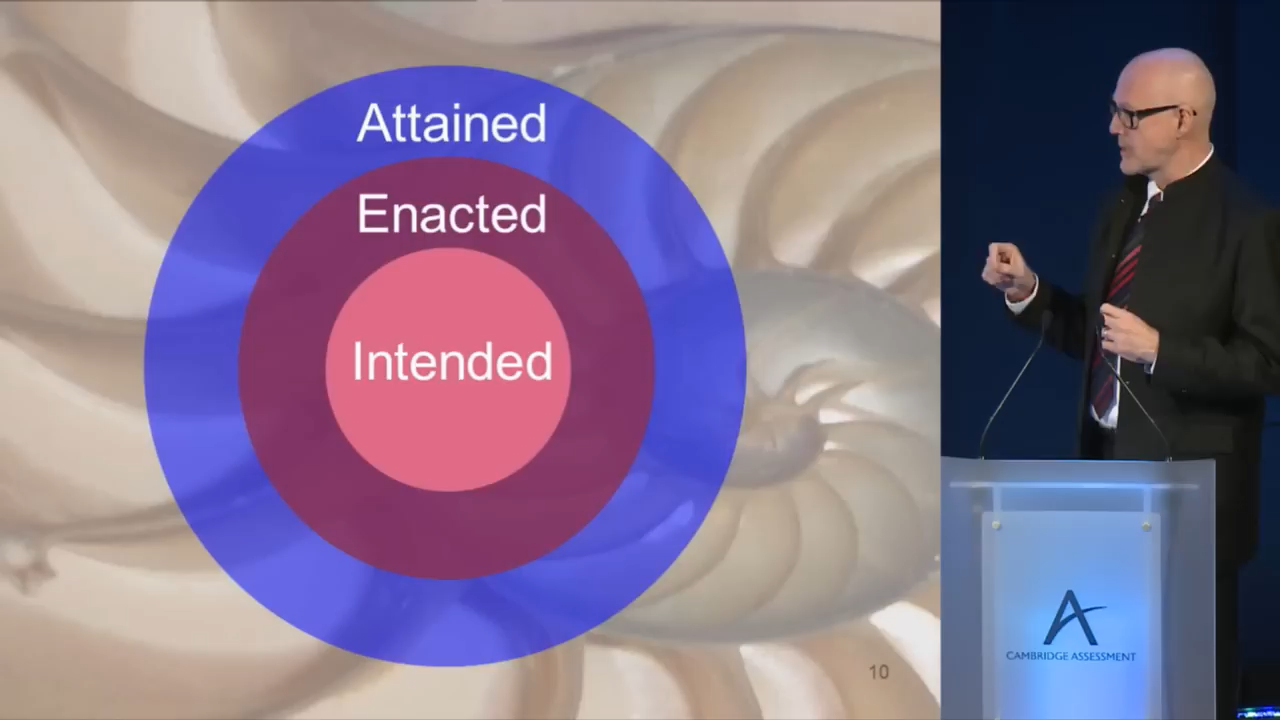 Attained
Enacted
Intended
10
CAMBRIDGE ASSESSMENT